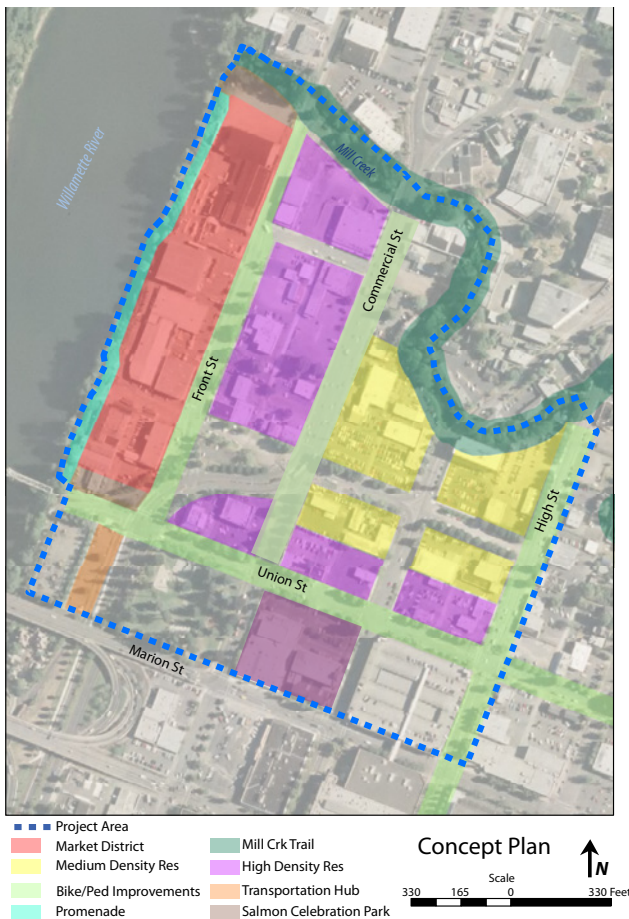 Willamette River
Mill Creek
Commercial St
Front St
High St
Union St
Marion St
Project Area
Market District
Medium Density Res
Bike/Ped Improvements
Promenade
Mill Crk Trail
High Density Res
Transportation Hub
Salmon Celebration Park
Concept Plan
N
Scale
330 165 0 330 Feet